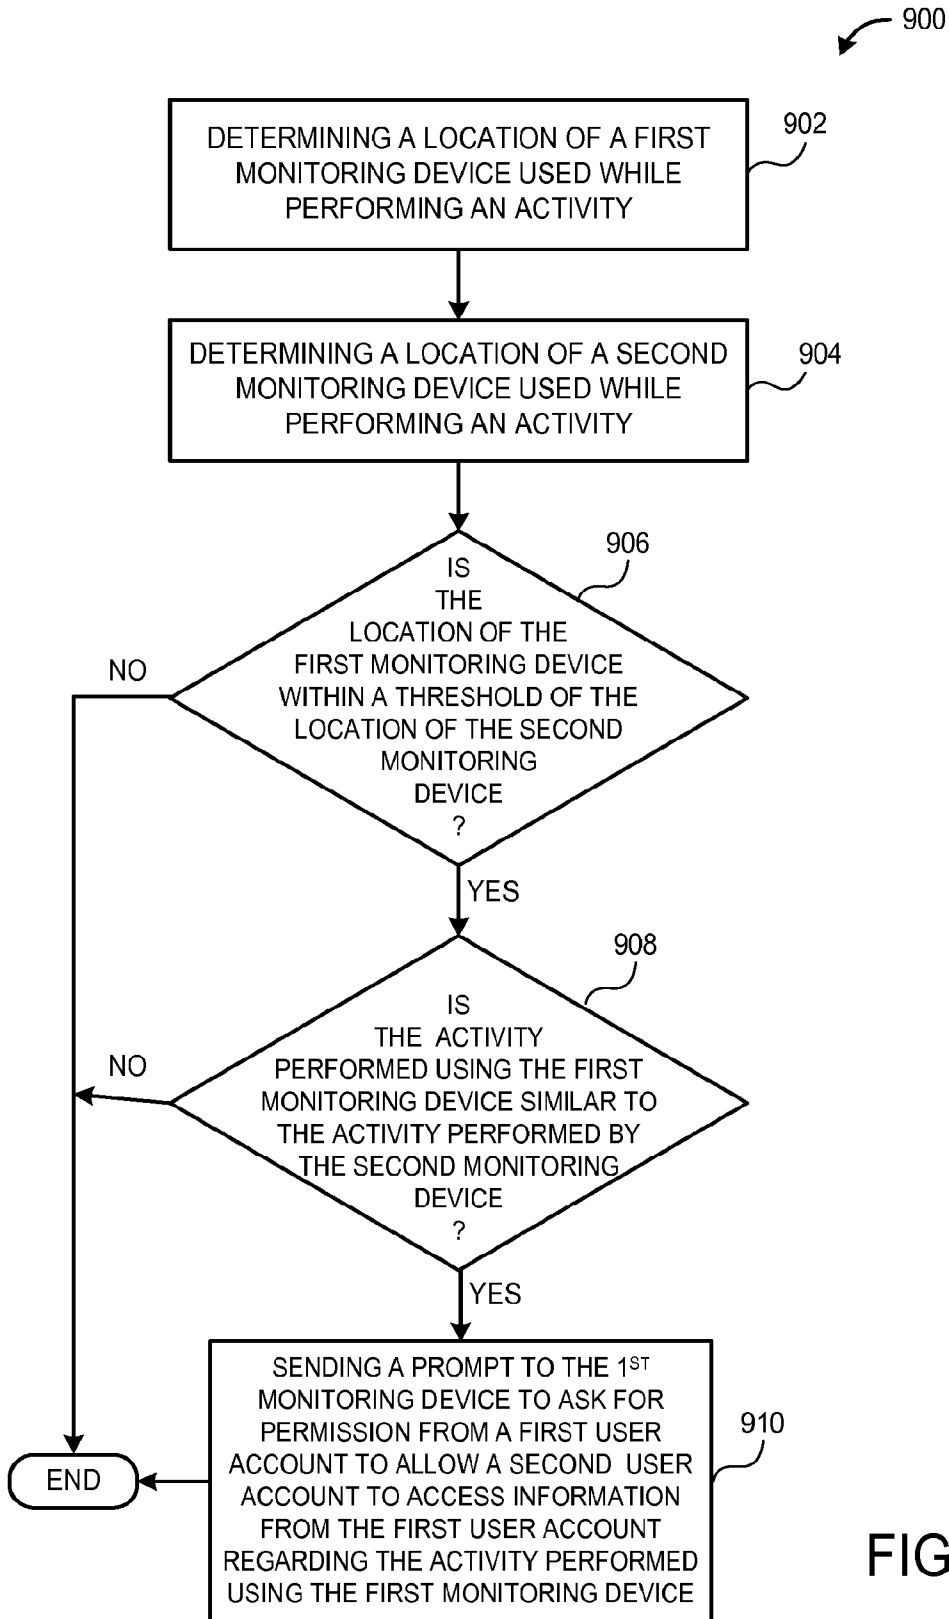 900
DETERMINING A LOCATION OF A FIRST
MONITORING DEVICE USED WHILE
PERFORMING AN ACTIVITY
902
DETERMINING A LOCATION OF A SECOND
MONITORING DEVICE USED WHILE
PERFORMING AN ACTIVITY
904
906
IS
THE
LOCATION OF THE
FIRST MONITORING DEVICE
WITHIN A THRESHOLD OF THE
LOCATION OF THE SECOND
MONITORING
DEVICE
?
NO
YES
908
IS
THE ACTIVITY
PERFORMED USING THE FIRST
MONITORING DEVICE SIMILAR TO
THE ACTIVITY PERFORMED BY
THE SECOND MONITORING
DEVICE
?
NO
YES
SENDING A PROMPT TO THE 1ST
MONITORING DEVICE TO ASK FOR
PERMISSION FROM A FIRST USER
ACCOUNT TO ALLOW A SECOND USER
ACCOUNT TO ACCESS INFORMATION
FROM THE FIRST USER ACCOUNT
REGARDING THE ACTIVITY PERFORMED
USING THE FIRST MONITORING DEVICE
910
END
FIG